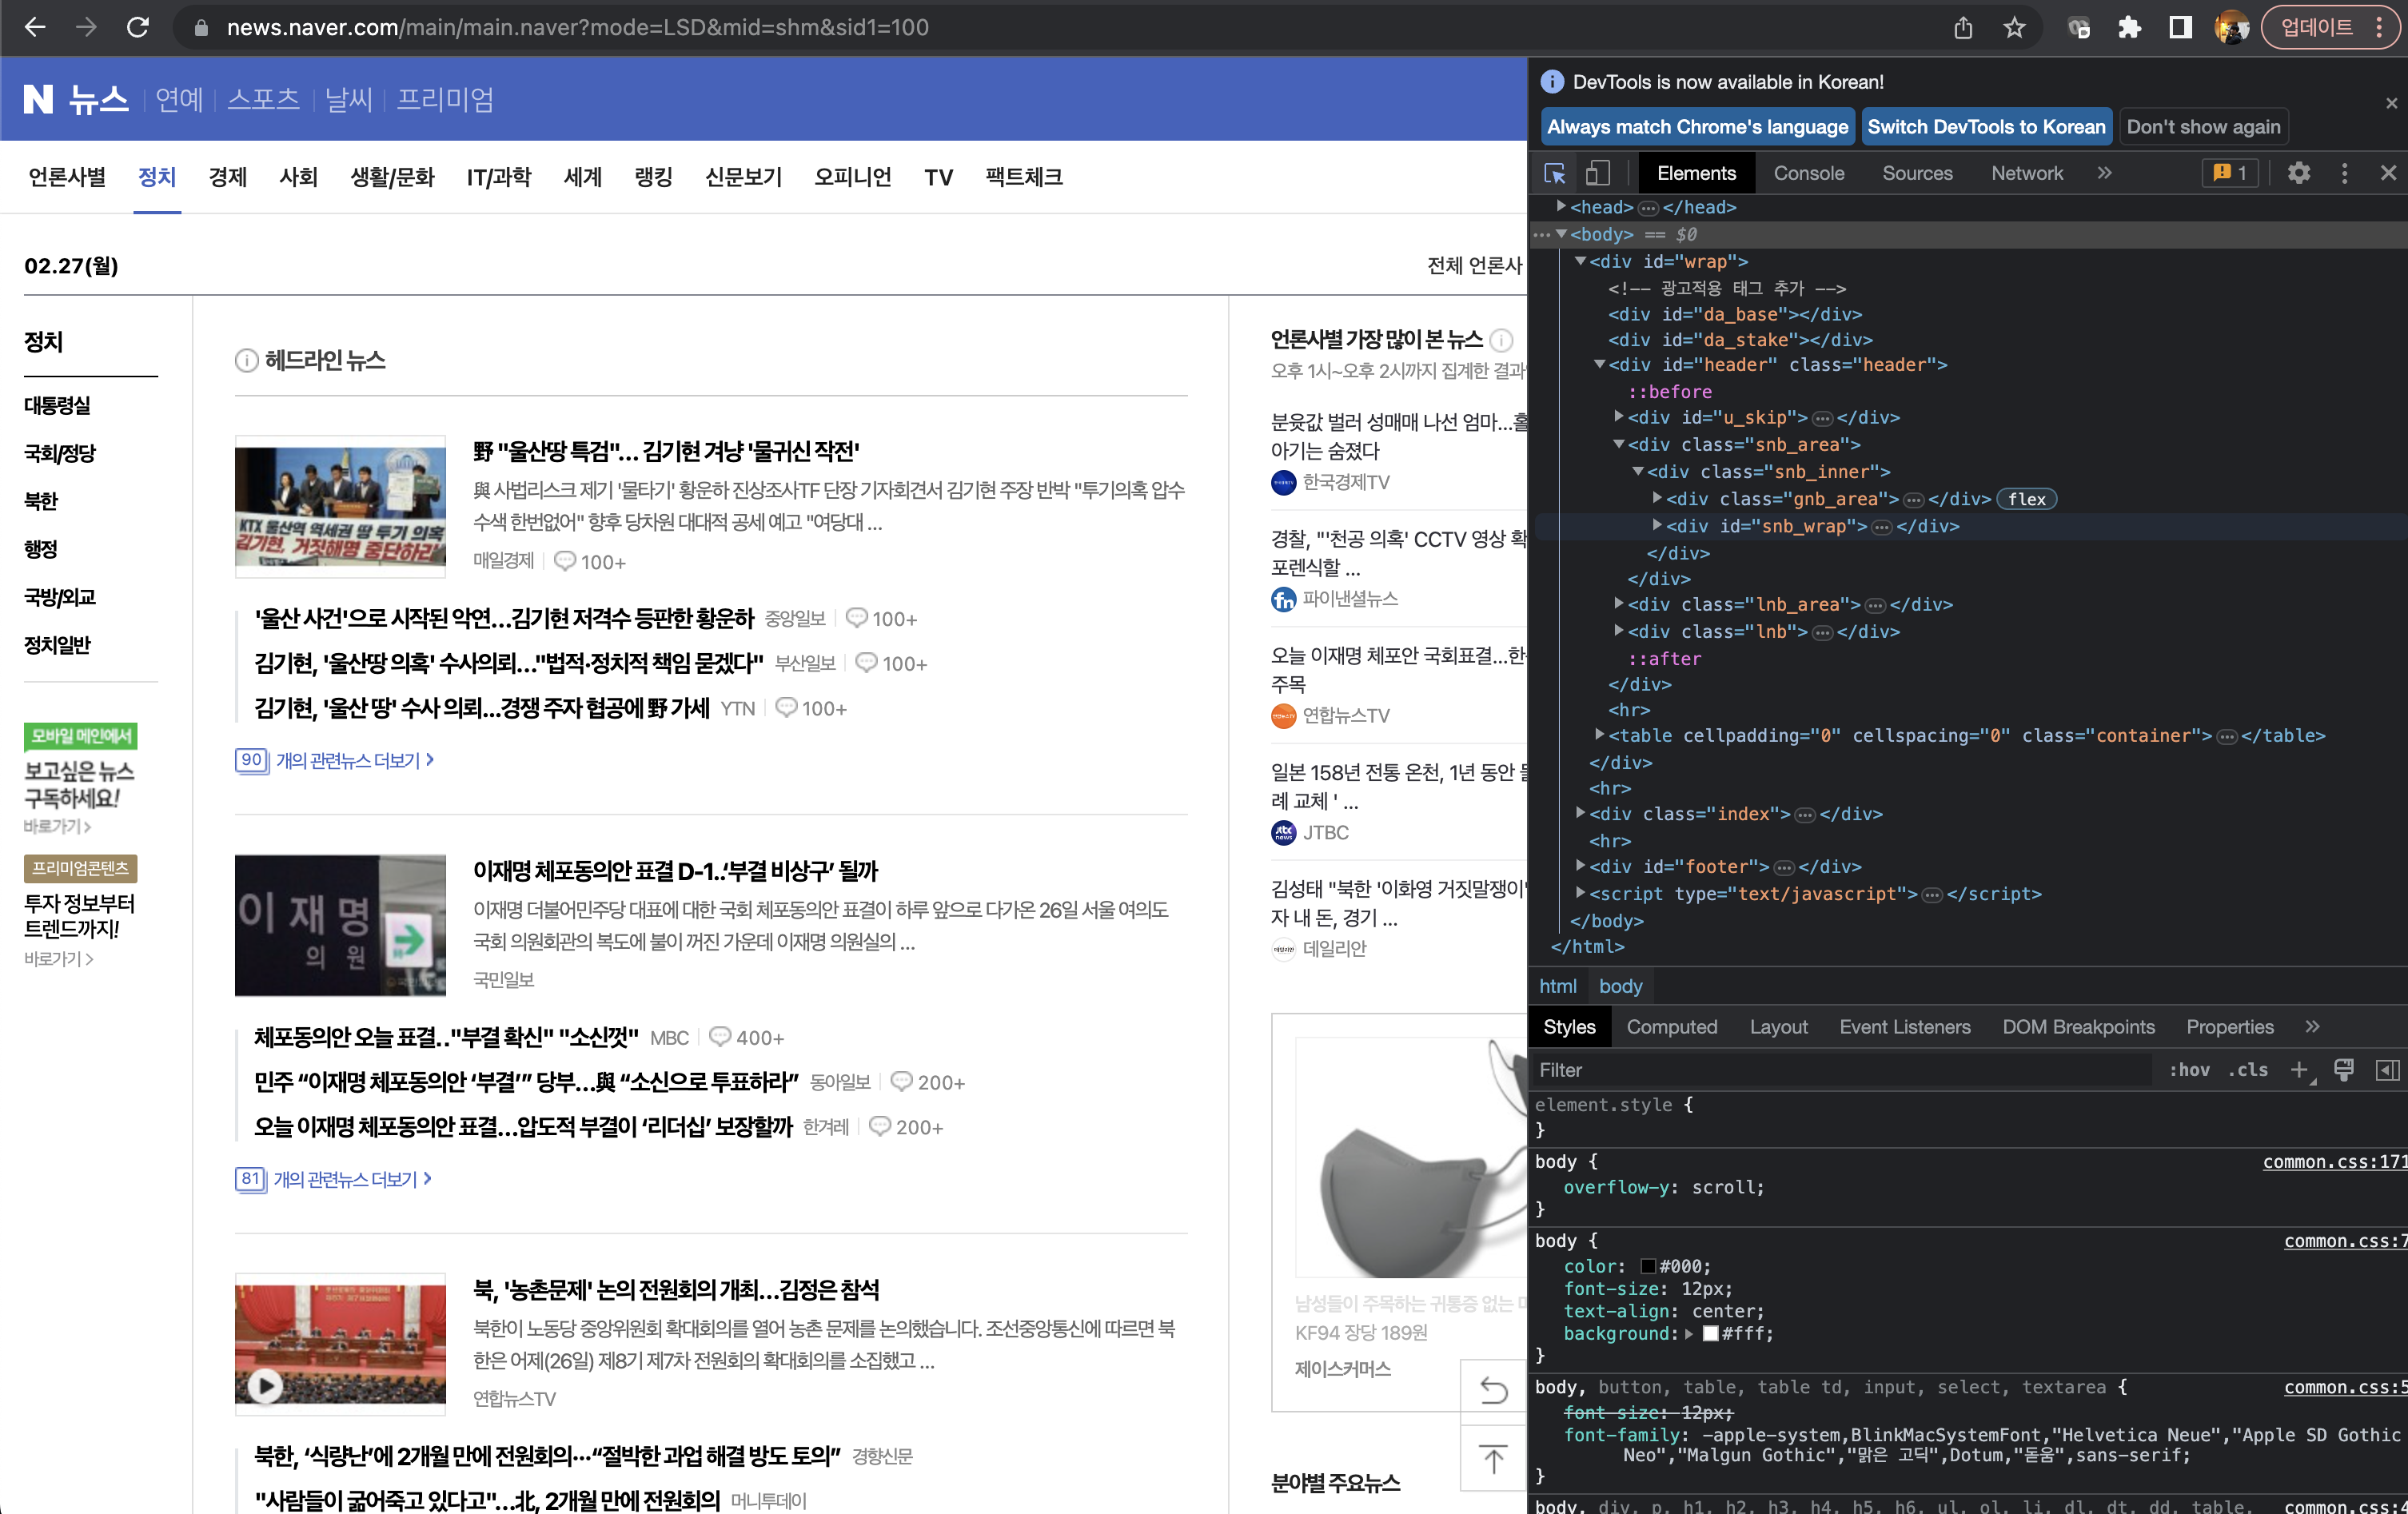 news.naver.com/main/main.naver?mode=LSD&mid=shm&sid1=100
업데이트
N 뉴스 연예 스포츠 날씨 프리미엄
언론사별 정치 경제 사회 생활/문화 IT/과학 세계 랭킹 신문보기 오피니언 TV 팩트체크
02.27(월)
전체 언론사
정치
대통령실
국회/정당
북한
행정
국방/외교
정치일반
모바일 메인에서
보고싶은 뉴스
구독하세요!
바로가기 >
프리미엄콘텐츠
투자 정보부터
트렌드까지!
바로가기 >
헤드라인 뉴스
野 "울산땅 특검"… 김기현 겨냥 '물귀신 작전'
與 사법리스크 제기 '물타기' 황운하 진상조사TF 단장 기자회견서 김기현 주장 반박 "투기의혹 압수
수색 한번없어" 향후 당차원 대대적 공세 예고 "여당대 ...
매일경제 100+
KTX 울산역 역세권 땅 투기 의혹
김기현, 거짓해명 중단하라
'울산 사건'으로 시작된 악연…김기현 저격수 등판한 황운하 중앙일보 100+
김기현, '울산땅 의혹' 수사의뢰…"법적·정치적 책임 묻겠다" 부산일보 100+
김기현, '울산 땅' 수사 의뢰...경쟁 주자 협공에 野 가세 YTN 100+
90 개의 관련뉴스 더보기 >
이재명 체포동의안 표결 D-1..‘부결 비상구’ 될까
이재명 더불어민주당 대표에 대한 국회 체포동의안 표결이 하루 앞으로 다가온 26일 서울 여의도
국회 의원회관의 복도에 불이 꺼진 가운데 이재명 의원실의 ...
국민일보
이재명
의원
체포동의안 오늘 표결‥"부결 확신" "소신껏" MBC 400+
민주 “이재명 체포동의안 ‘부결’” 당부…與 “소신으로 투표하라” 동아일보 200+
오늘 이재명 체포동의안 표결…압도적 부결이 ‘리더십’ 보장할까 한겨레 200+
81 개의 관련뉴스 더보기 >
북, '농촌문제' 논의 전원회의 개최…김정은 참석
북한이 노동당 중앙위원회 확대회의를 열어 농촌 문제를 논의했습니다. 조선중앙통신에 따르면 북
한은 어제(26일) 제8기 제7차 전원회의 확대회의를 소집했고 ...
연합뉴스TV
북한, ‘식량난’에 2개월 만에 전원회의···“절박한 과업 해결 방도 토의” 경향신문
"사람들이 굶어죽고 있다고"…北, 2개월 만에 전원회의 머니투데이
언론사별 가장 많이 본 뉴스
오후 1시~오후 2시까지 집계한 결과
분윳값 벌러 성매매 나선 엄마…홀
아기는 숨졌다
한국경제TV
경찰, "'천공 의혹' CCTV 영상 확
포렌식할 ...
fn 파이낸셜뉴스
오늘 이재명 체포안 국회표결…한
주목
연합뉴스TV
일본 158년 전통 온천, 1년 동안
례 교체 ' ...
jtbc news JTBC
김성태 "북한 '이화영 거짓말쟁이'
자 내 돈, 경기 ...
데일리안 데일리안
남성들이 주목하는 귀통증 없는
KF94 장당 189원
제이스커머스
분야별 주요뉴스
DevTools is now available in Korean!
Always match Chrome's language Switch DevTools to Korean Don't show again
Elements Console Sources Network » 1
<head>…</head>
… <body> == $0
<div id="wrap">
<!-- 광고적용 태그 추가 -->
<div id="da_base"></div>
<div id="da_stake"></div>
<div id="header" class="header">
::before
<div id="u_skip">…</div>
<div class="snb_area">
<div class="snb_inner">
<div class="gnb_area">…</div> flex
<div id="snb_wrap">…</div>
</div>
</div>
<div class="lnb_area">…</div>
<div class="lnb">…</div>
::after
</div>
<hr>
<table cellpadding="0" cellspacing="0" class="container">…</table>
</div>
<hr>
<div class="index">…</div>
<hr>
<div id="footer">…</div>
<script type="text/javascript">…</script>
</body>
</html>
html body
Styles Computed Layout Event Listeners DOM Breakpoints Properties »
Filter :hov .cls +
element.style {
}
body { common.css:171
overflow-y: scroll;
}
body { common.css:7
color: #000;
font-size: 12px;
text-align: center;
background: #fff;
}
body, button, table, table td, input, select, textarea { common.css:5
font-size: 12px;
font-family: -apple-system,BlinkMacSystemFont,"Helvetica Neue","Apple SD Gothic
Neo","Malgun Gothic","맑은 고딕",Dotum,"돋움",sans-serif;
}
body, div, p, h1, h2, h3, h4, h5, h6, ul, ol, li, dl, dt, dd, table, common.css:4